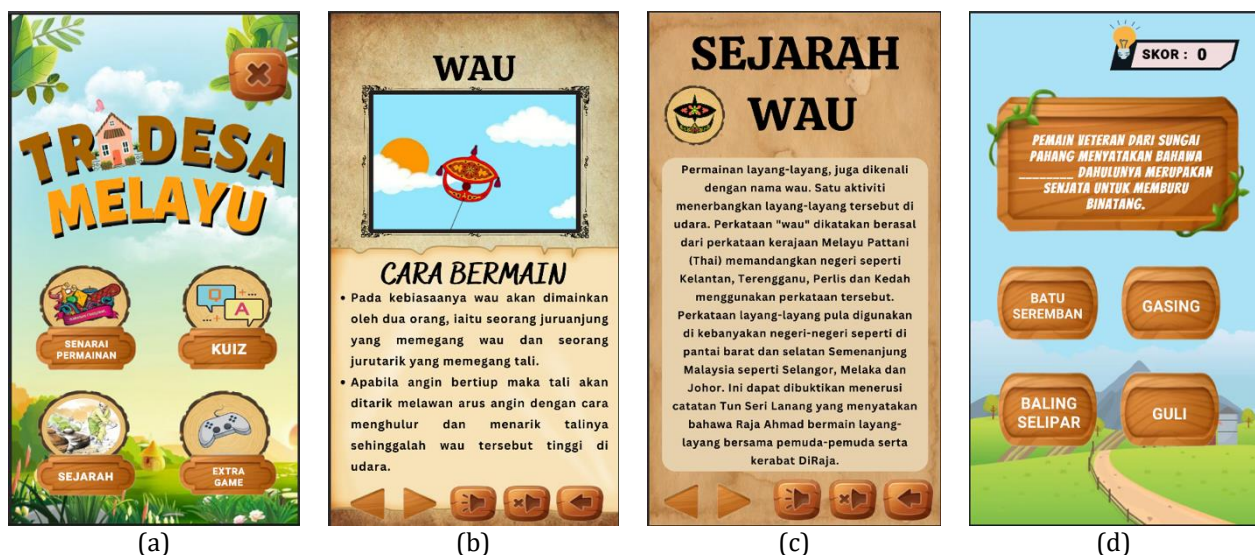 TRADESA
MELAYU
SENARAI
PERMAINAN
KUIZ
SEJARAH
EXTRA
GAME
(a)
WAU
CARA BERMAIN
• Pada kebiasaanya wau akan dimainkan
oleh dua orang, iaitu seorang juruanjung
yang memegang wau dan seorang
jurutarik yang memegang tali.
• Apabila angin bertiup maka tali akan
ditarik melawan arus angin dengan cara
menghulur dan menarik talinya
sehinggalah wau tersebut tinggi di
udara.
(b)
SEJARAH
WAU
Permainan layang-layang, juga dikenali
dengan nama wau. Satu aktiviti
menerbangkan layang-layang tersebut di
udara. Perkataan "wau" dikatakan berasal
dari perkataan kerajaan Melayu Pattani
(Thai) memandangkan negeri seperti
Kelantan, Terengganu, Perlis dan Kedah
menggunakan perkataan tersebut.
Perkataan layang-layang pula digunakan
di kebanyakan negeri-negeri seperti di
pantai barat dan selatan Semenanjung
Malaysia seperti Selangor, Melaka dan
Johor. Ini dapat dibuktikan menerusi
catatan Tun Seri Lanang yang menyatakan
bahawa Raja Ahmad bermain layang-
layang bersama pemuda-pemuda serta
kerabat DiRaja.
(c)
SKOR : 0
PEMAIN VETERAN DARI SUNGAI
PAHANG MENYATAKAN BAHAWA
________ DAHULUNYA MERUPAKAN
SENJATA UNTUK MEMBURU
BINATANG.
BATU
SEREMBAN
GASING
BALING
SELIPAR
GULI
(d)